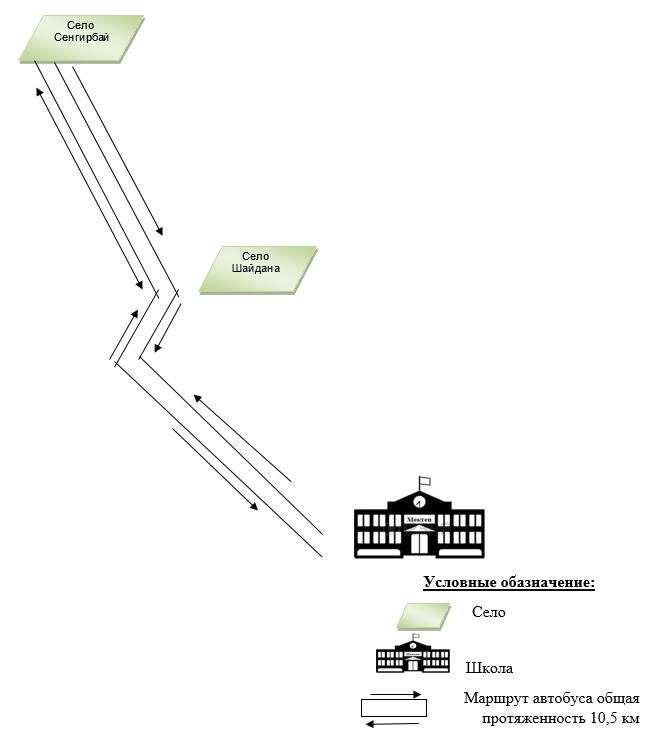 Село
Сенгирбай
Село
Шайдана
Мектеп
Условные обазначение:
Село
Школа
Маршрут автобуса общая
протяженность 10,5 км